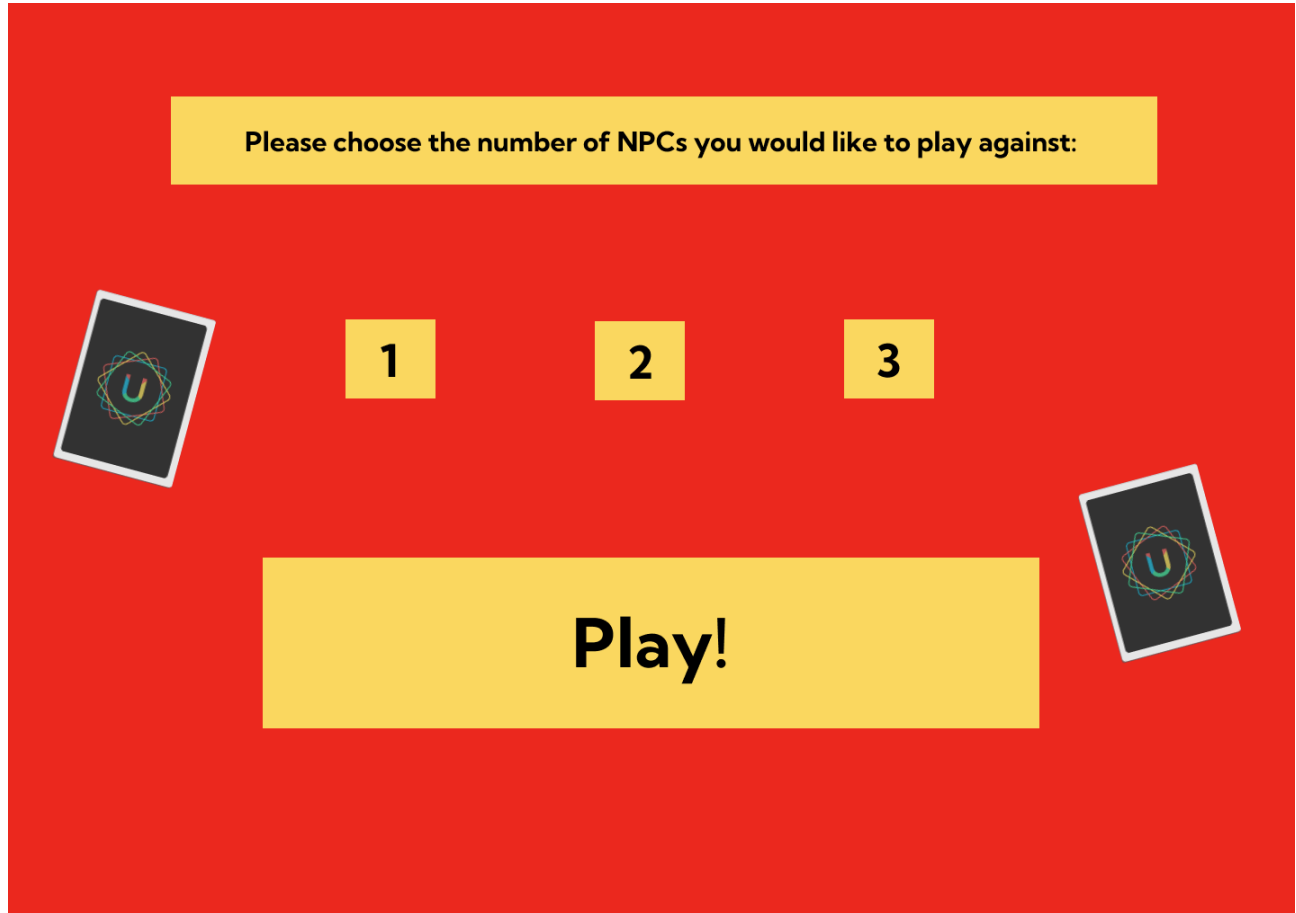 Please choose the number of NPCs you would like to play against:
1 2 3
U
Play!
U